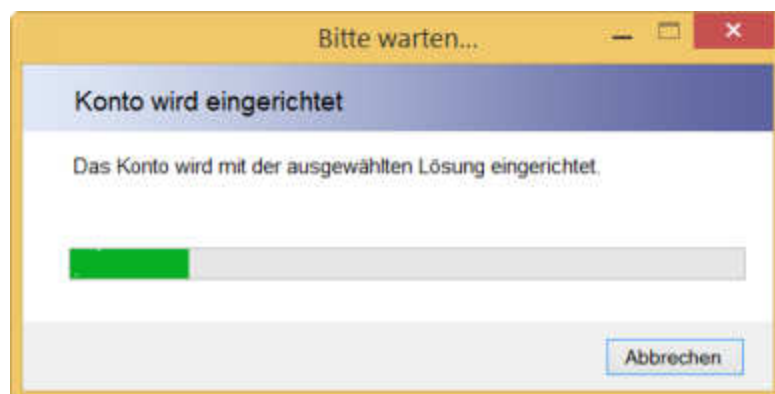 Bitte warten...
Konto wird eingerichtet
Das Konto wird mit der ausgewählten Lösung eingerichtet.
Abbrechen